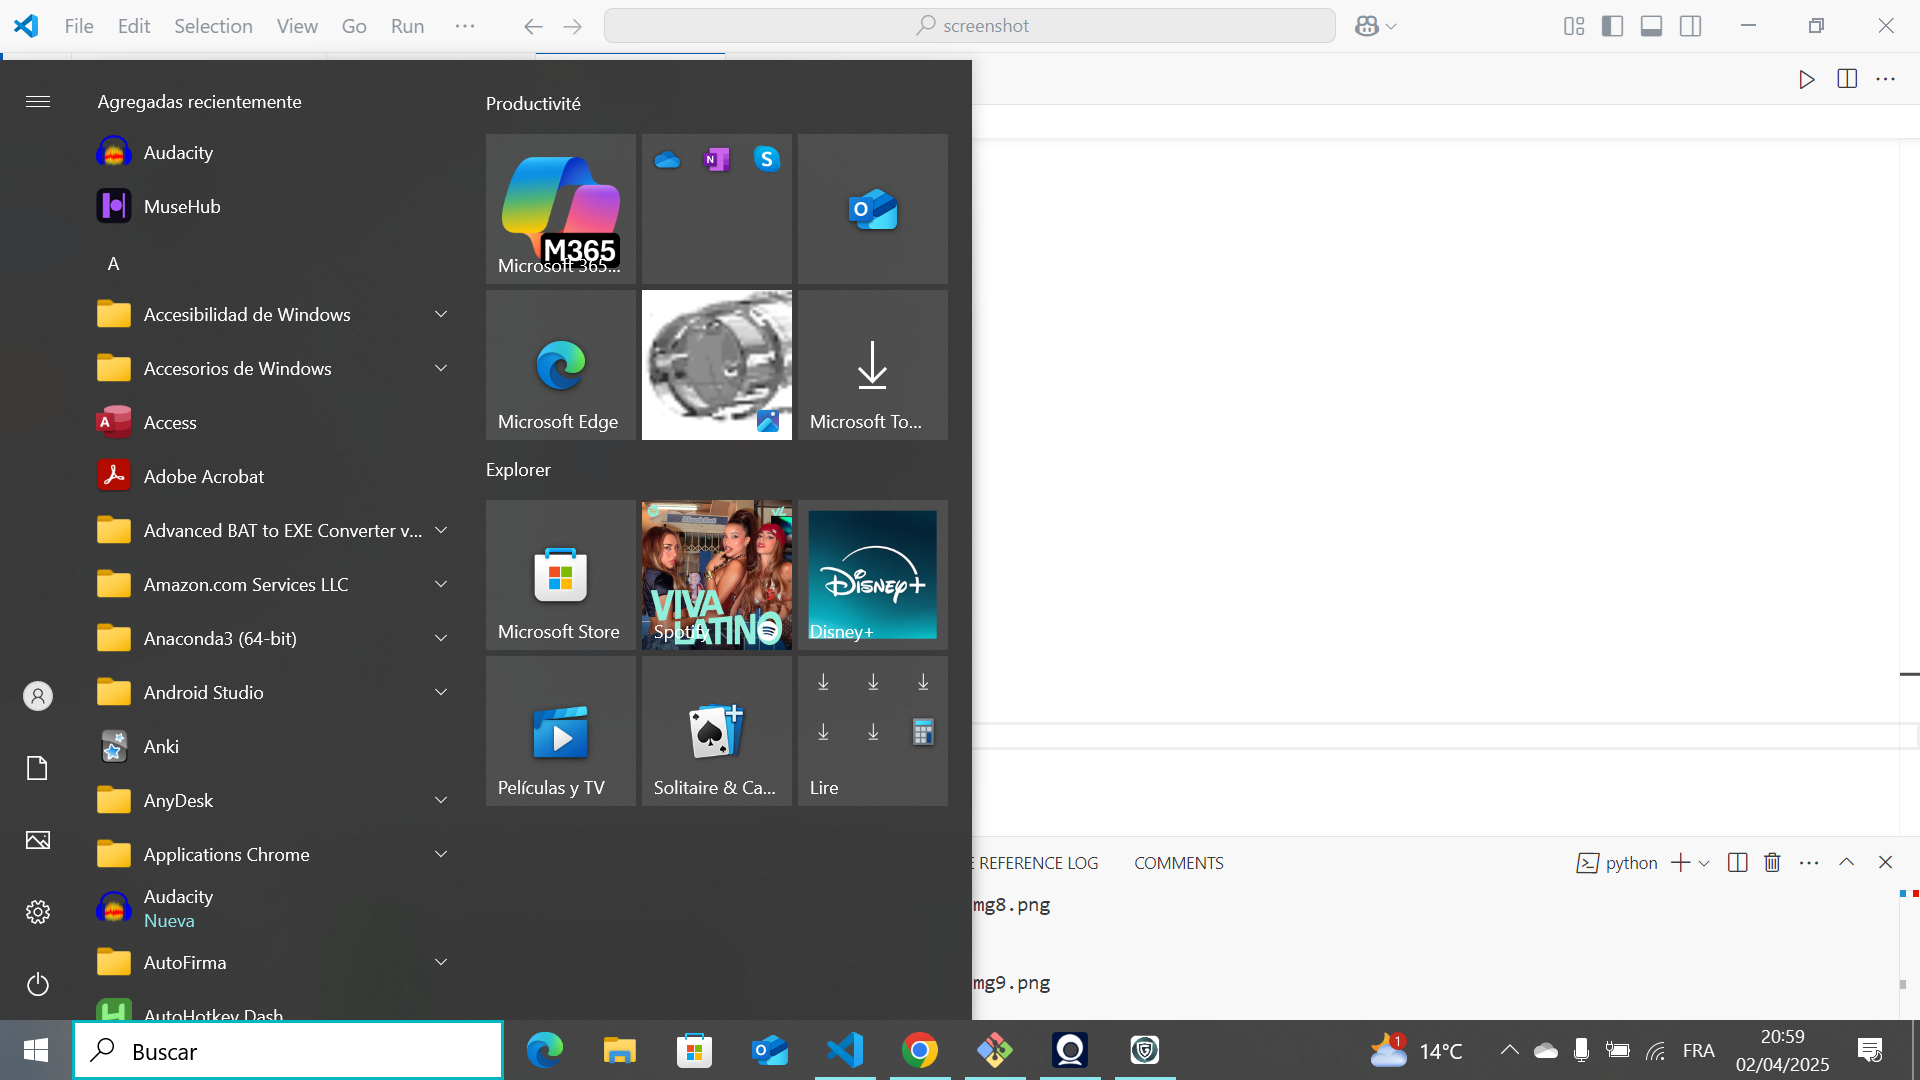 File Edit Selection View Go Run
screenshot
Agregadas recientemente
Audacity
MuseHub
A
Accesibilidad de Windows
Accesorios de Windows
Access
Adobe Acrobat
Advanced BAT to EXE Converter v...
Amazon.com Services LLC
Anaconda3 (64-bit)
Android Studio
Anki
AnyDesk
Applications Chrome
Audacity
Nueva
AutoFirma
AutoHotkey Dash
Productivité
M365
Microsoft 365...
Microsoft Edge
Microsoft To...
Explorer
Microsoft Store
VIVA
LATINO
Spotify
Disney+
Disney+
Películas y TV
Solitaire & Ca...
Lire
E REFERENCE LOG
COMMENTS
python
mg8.png
mg9.png
Buscar
1
14°C
FRA
20:59
02/04/2025